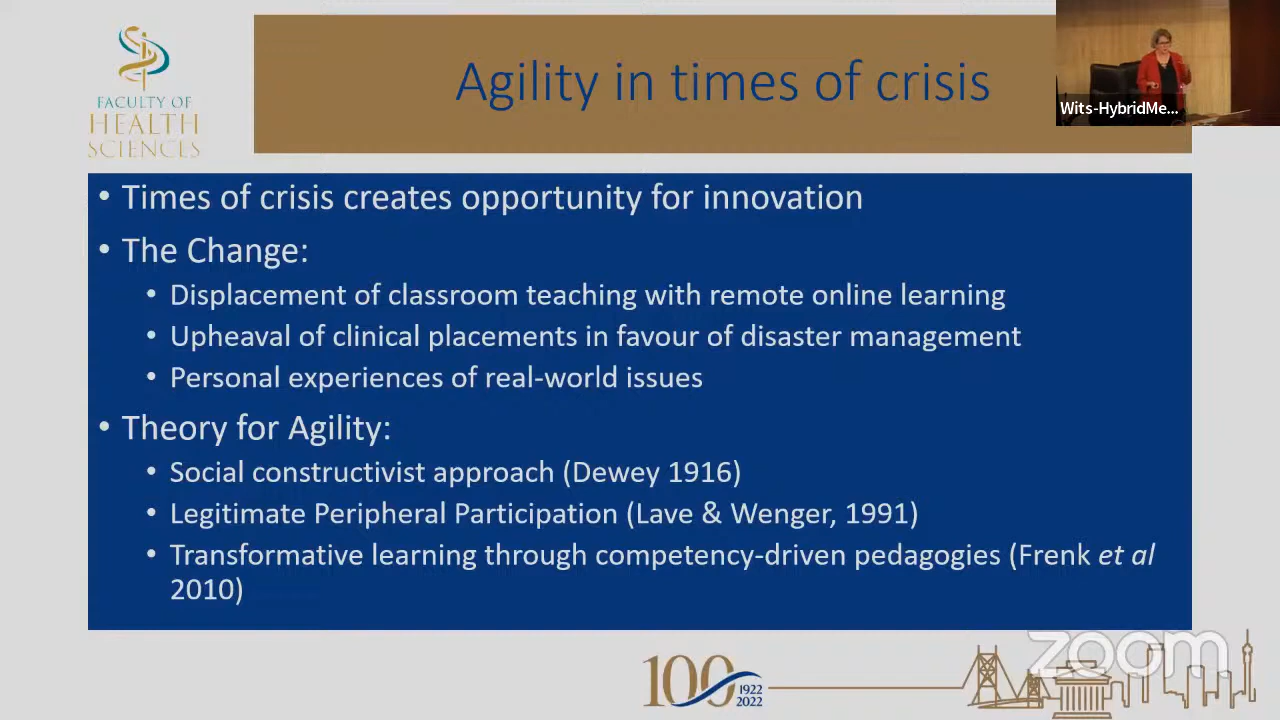 FACULTY OF
HEALTH
SCIENCES
Agility in times of crisis
Wits-HybridMe...
• Times of crisis creates opportunity for innovation
• The Change:
• Displacement of classroom teaching with remote online learning
• Upheaval of clinical placements in favour of disaster management
• Personal experiences of real-world issues
• Theory for Agility:
• Social constructivist approach (Dewey 1916)
• Legitimate Peripheral Participation (Lave & Wenger, 1991)
• Transformative learning through competency-driven pedagogies (Frenk et al
2010)
100 1922
2022
zoom